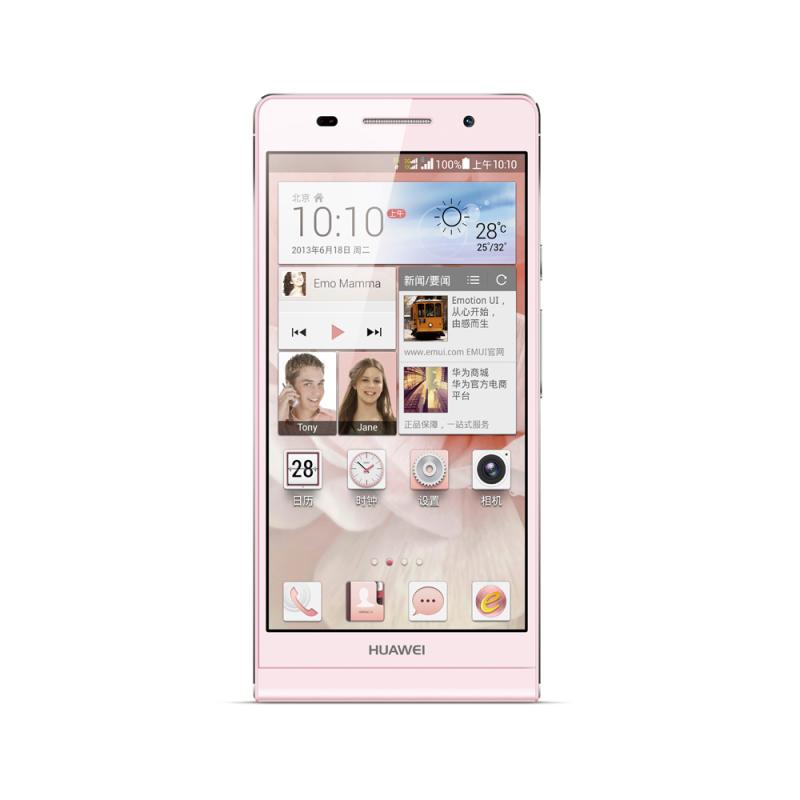 100% 上午10:10
北京
10:10 上午
28°c
2013年6月18日 周二
25°/32°
Emo Mamma
新闻/要闻
Emotion UI，
从心开始，
由感而生
www.emui.com EMUI官网
华为商城
华为官方电商
平台
正品保障，一站式服务
Tony
Jane
28
日历
时钟
设置
相机
HUAWEI